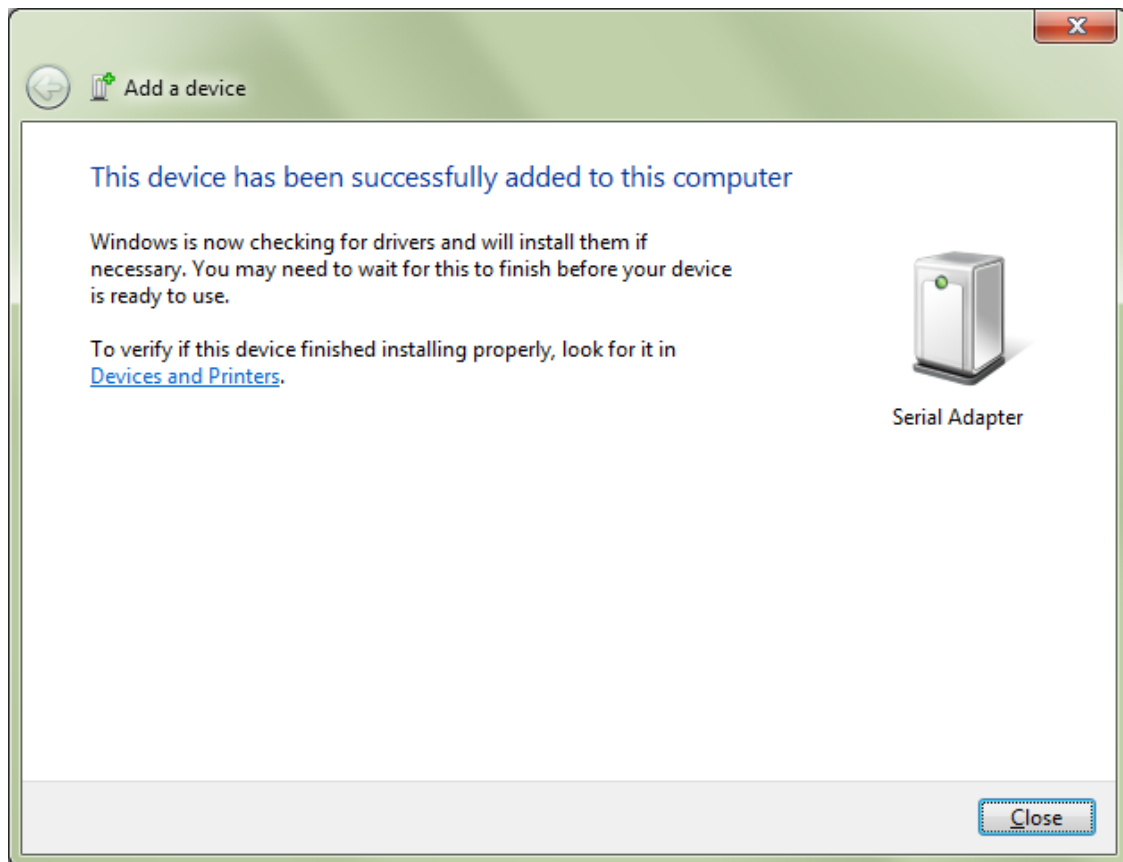 Add a device
This device has been successfully added to this computer
Windows is now checking for drivers and will install them if
necessary. You may need to wait for this to finish before your device
is ready to use.
To verify if this device finished installing properly, look for it in
Devices and Printers.
Serial Adapter
Close